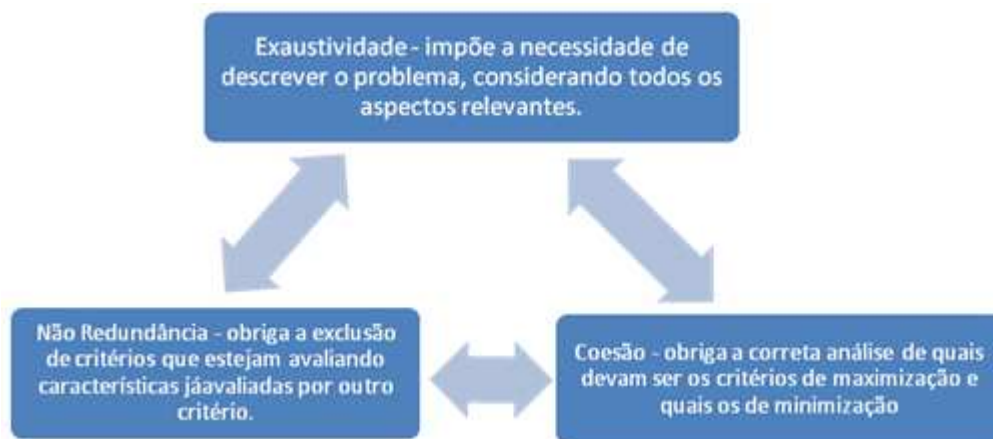 Exaustividade - impõe a necessidade de
descrever o problema, considerando todos os
aspectos relevantes.
Não Redundância - obriga a exclusão
de critérios que estejam avaliando
características jáavaliadas por outro
critério.
Coesão - obriga a correta análise de quais
devam ser os critérios de maximização e
quais os de minimização